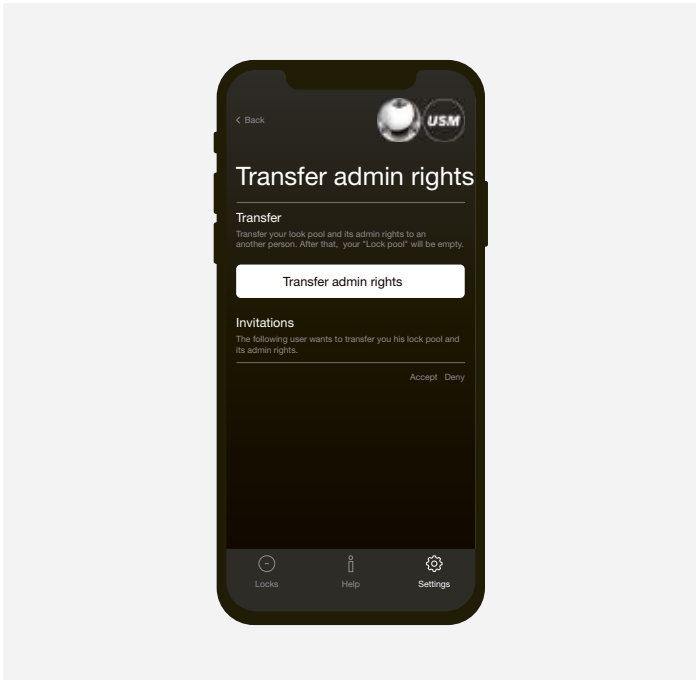 Back
USM
Transfer admin rights
Transfer
Transfer your look pool and its admin rights to an
another person. After that, your "Lock pool" will be empty.
Transfer admin rights
Invitations
The following user wants to transfer you his lock pool and
its admin rights.
Accept Deny
Locks Help Settings